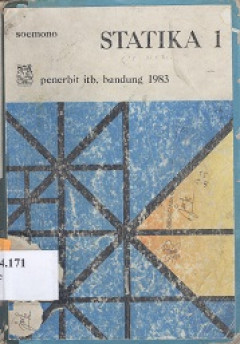 soemono
STATIKA 1
penerbit itb, bandung 1983
4.171